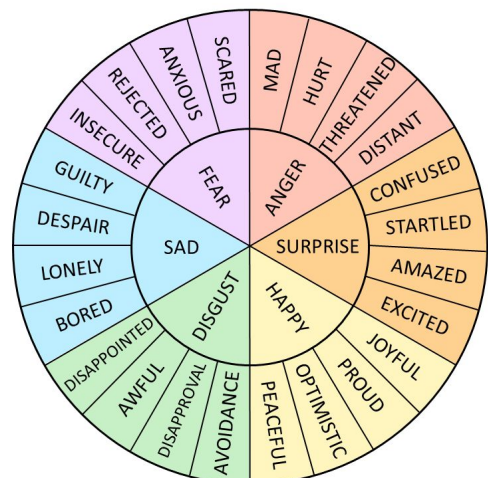 MAD
HURT
THREATENED
DISTANT
CONFUSED
STARTLED
AMAZED
EXCITED
JOYFUL
PROUD
OPTIMISTIC
PEACEFUL
AVOIDANCE
DISAPPROVAL
AWFUL
DISAPPOINTED
BORED
LONELY
DESPAIR
GUILTY
INSECURE
REJECTED
ANXIOUS
SCARED
ANGER
SURPRISE
HAPPY
DISGUST
SAD
FEAR